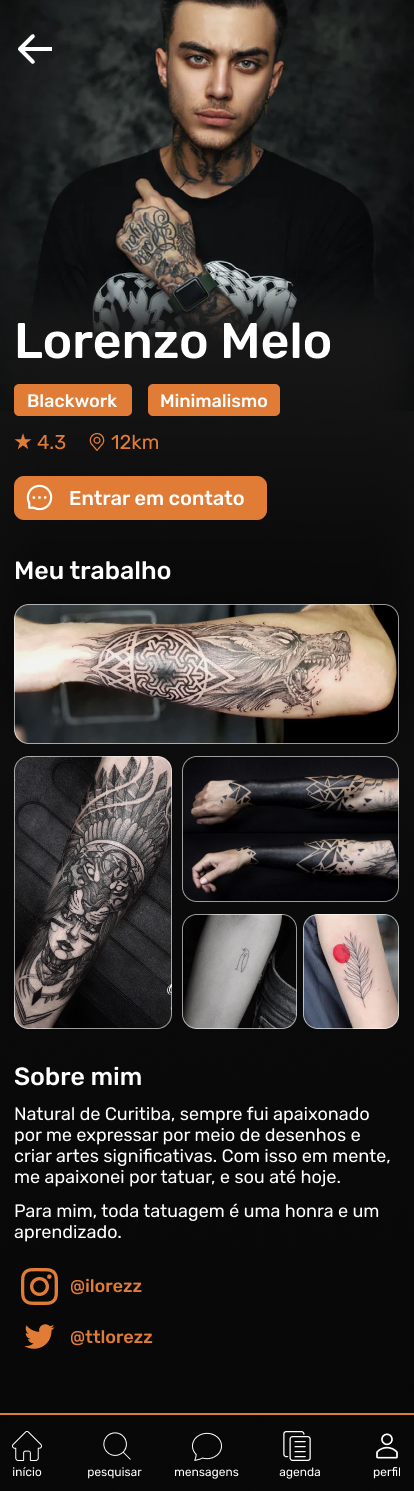 Lorenzo Melo
Blackwork
Minimalismo
4.3
12km
Entrar em contato
Meu trabalho
Sobre mim
Natural de Curitiba, sempre fui apaixonado
por me expressar por meio de desenhos e
criar artes significativas. Com isso em mente,
me apaixonei por tatuar, e sou até hoje.
Para mim, toda tatuagem é uma honra e um
aprendizado.
@ilorezz
@ttlorezz
início
pesquisar
mensagens
agenda
perfil